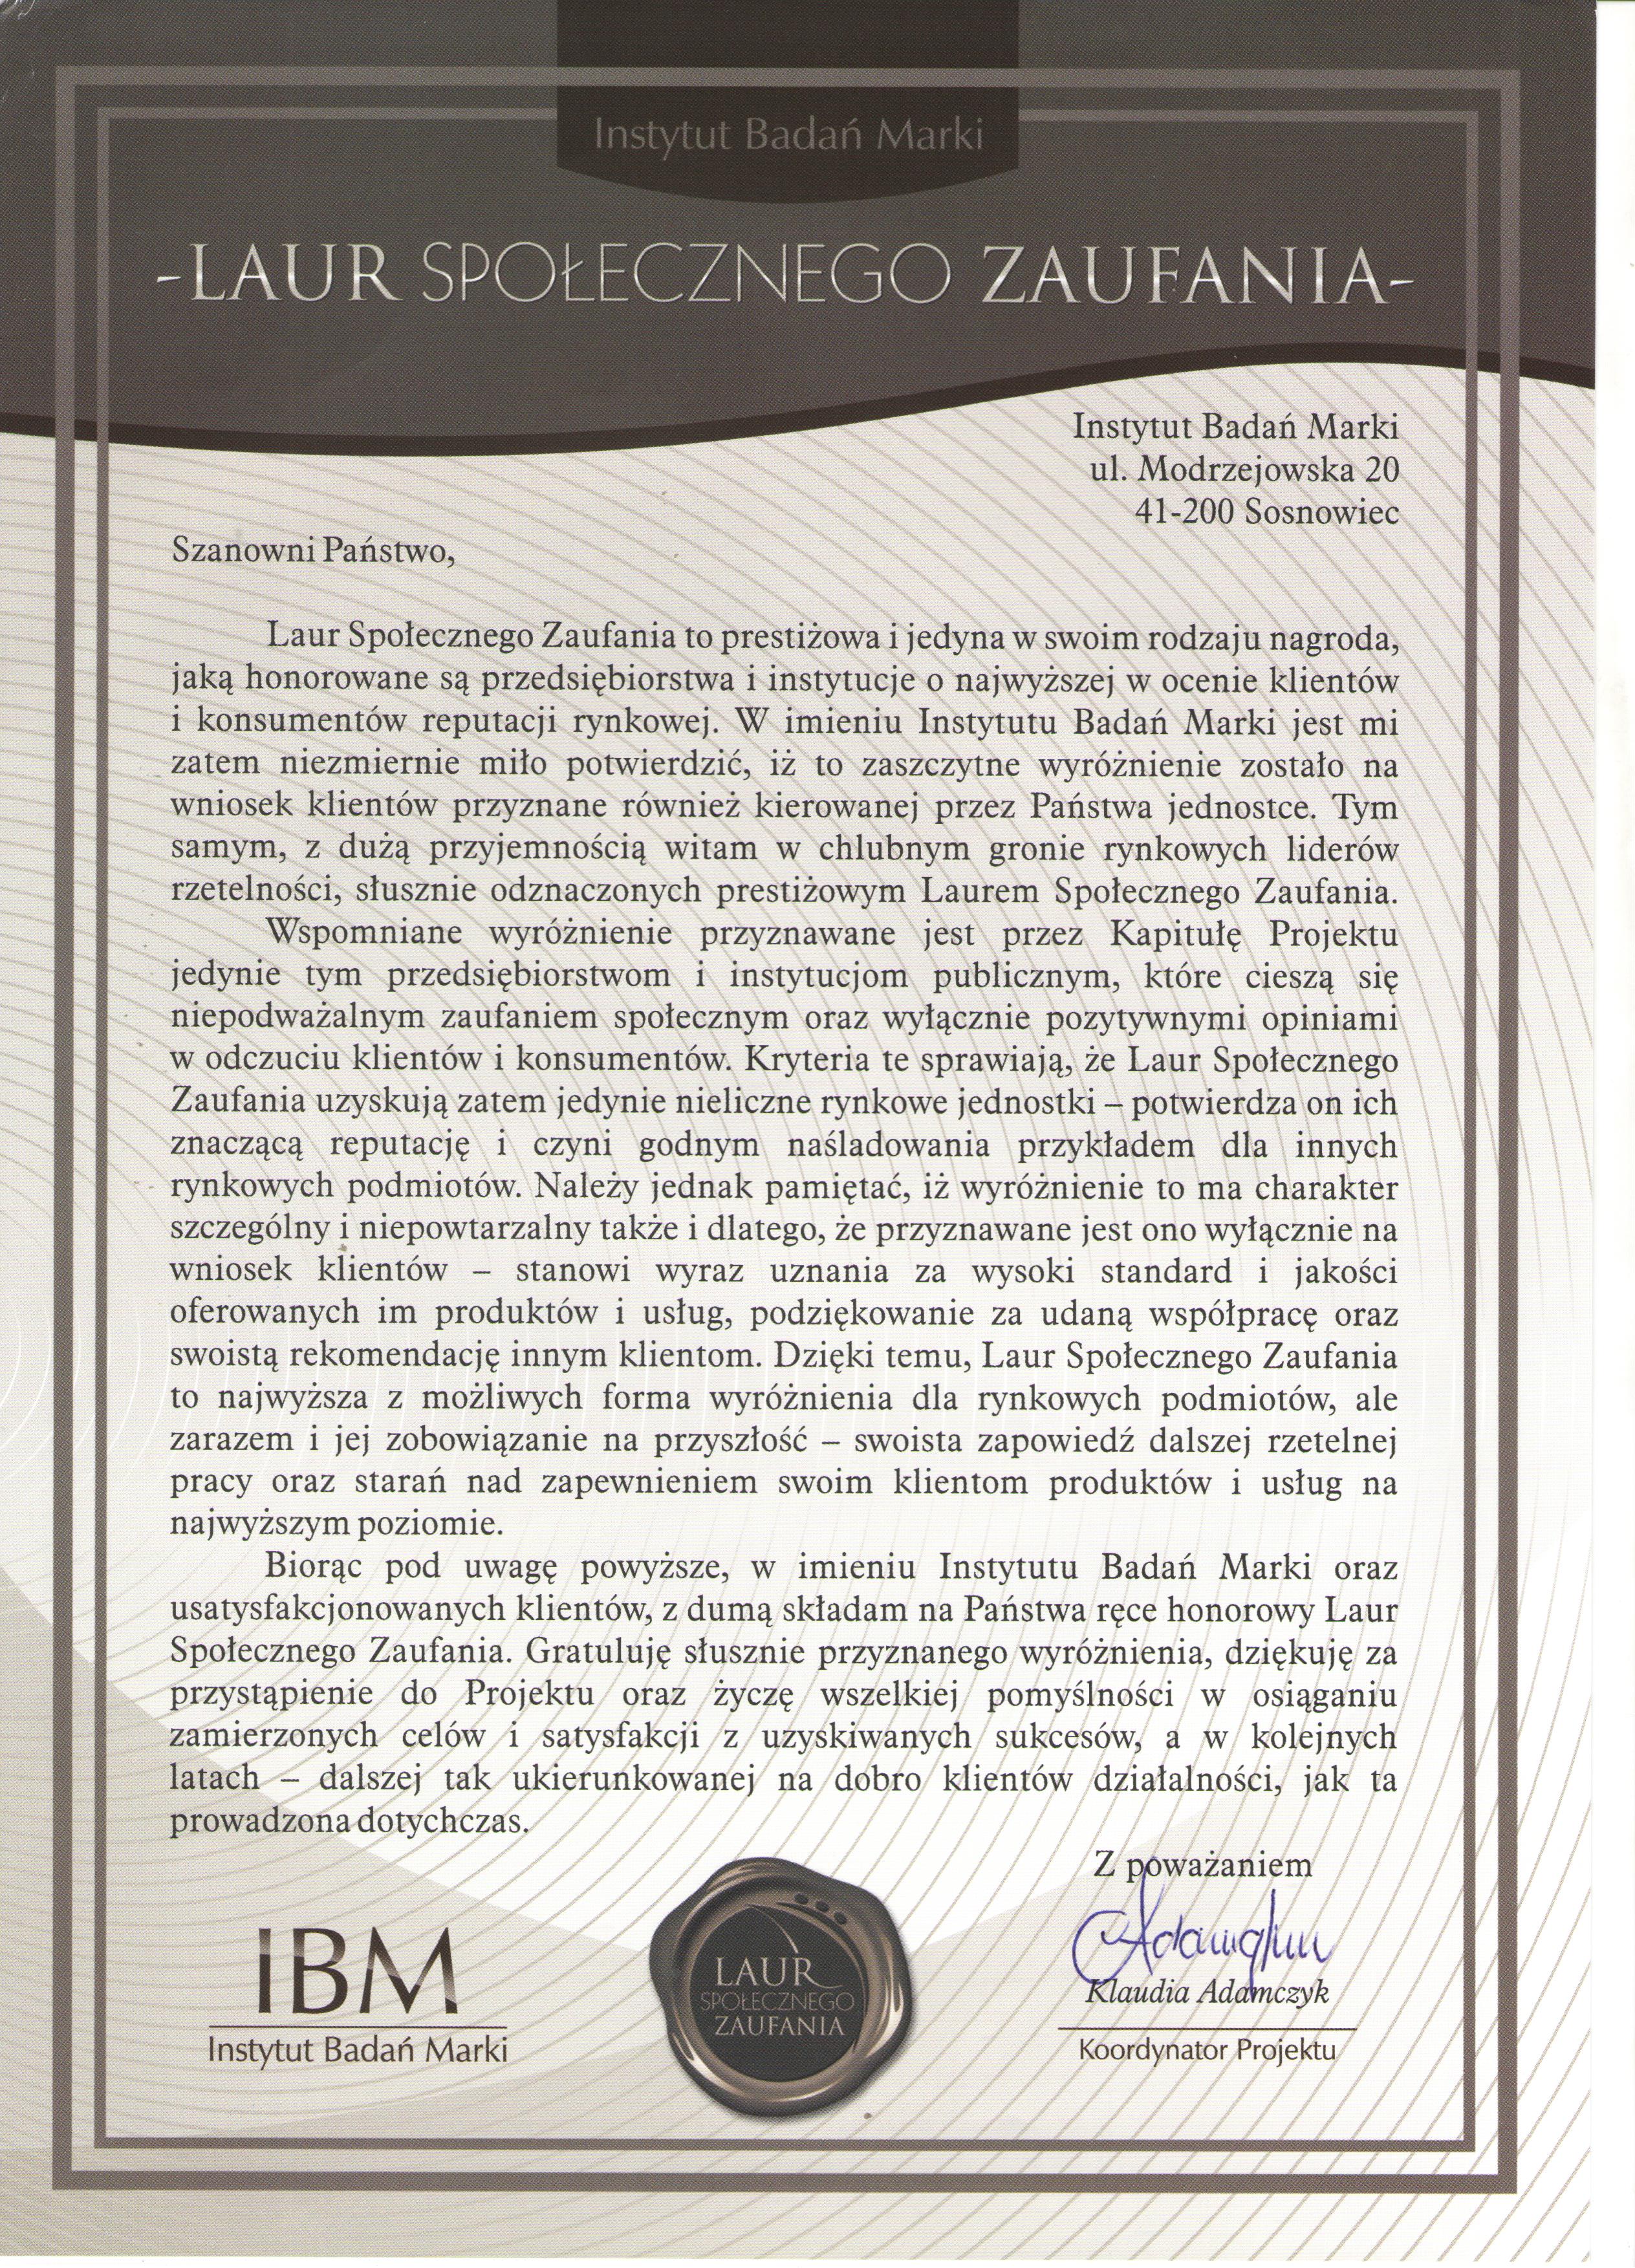 Instytut Badań Marki
-LAUR SPOŁECZNEGO ZAUFANIA-
Instytut Badań Marki
ul. Modrzejowska 20
41-200 Sosnowiec
Szanowni Państwo,
Laur Społecznego Zaufania to prestiżowa i jedyna w swoim rodzaju nagroda,
jaką honorowane są przedsiębiorstwa i instytucje o najwyższej w ocenie klientów
i konsumentów reputacji rynkowej. W imieniu Instytutu Badań Marki jest mi
zatem niezmiernie miło potwierdzić, iż to zaszczytne wyróżnienie zostało na
wniosek klientów przyznane również kierowanej przez Państwa jednostce. Tym
samym, z dużą przyjemnością witam w chlubnym gronie rynkowych liderów
rzetelności, słusznie odznaczonych prestiżowym Laurem Społecznego Zaufania.
Wspomniane wyróżnienie przyznawane jest przez Kapitułę Projektu
jedynie tym przedsiębiorstwom i instytucjom publicznym, które cieszą się
niepodważalnym zaufaniem społecznym oraz wyłącznie pozytywnymi opiniami
w odczuciu klientów i konsumentów. Kryteria te sprawiają, że Laur Społecznego
Zaufania uzyskują zatem jedynie nieliczne rynkowe jednostki – potwierdza on ich
znaczącą reputację i czyni godnym naśladowania przykładem dla innych
rynkowych podmiotów. Należy jednak pamiętać, iż wyróżnienie to ma charakter
szczególny i niepowtarzalny także i dlatego, że przyznawane jest ono wyłącznie na
wniosek klientów – stanowi wyraz uznania za wysoki standard i jakości
oferowanych im produktów i usług, podziękowanie za udaną współpracę oraz
swoistą rekomendację innym klientom. Dzięki temu, Laur Społecznego Zaufania
to najwyższa z możliwych forma wyróżnienia dla rynkowych podmiotów, ale
zarazem i jej zobowiązanie na przyszłość – swoista zapowiedź dalszej rzetelnej
pracy oraz starań nad zapewnieniem swoim klientom produktów i usług na
najwyższym poziomie.
Biorąc pod uwagę powyższe, w imieniu Instytutu Badań Marki oraz
usatysfakcjonowanych klientów, z dumą składam na Państwa ręce honorowy Laur
Społecznego Zaufania. Gratuluję słusznie przyznanego wyróżnienia, dziękuję za
przystąpienie do Projektu oraz życzę wszelkiej pomyślności w osiąganiu
zamierzonych celów i satysfakcji z uzyskiwanych sukcesów, a w kolejnych
latach – dalszej tak ukierunkowanej na dobro klientów działalności, jak ta
prowadzona dotychczas.
Z poważaniem
Klaudia Adamczyk
Koordynator Projektu
IBM
Instytut Badań Marki
LAUR
SPOŁECZNEGO
ZAUFANIA